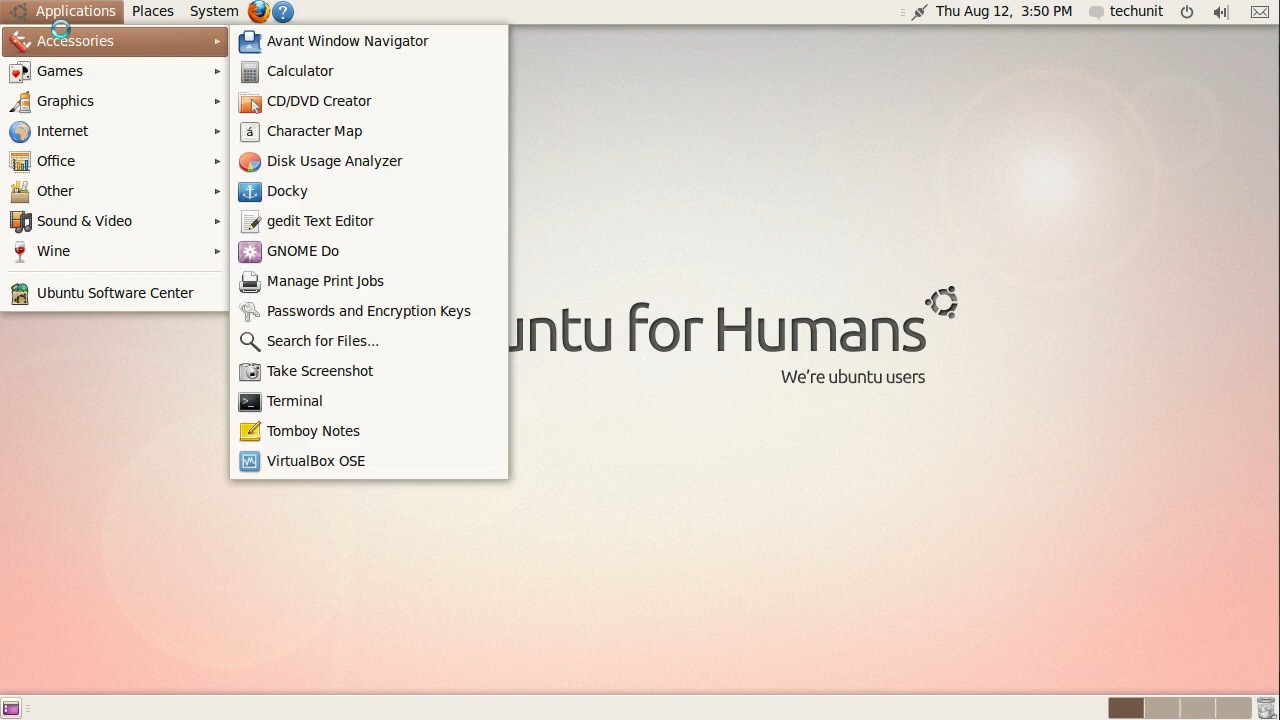 Applications Places System Thu Aug 12, 3:50 PM techunit
Accessories
Games
Graphics
Internet
Office
Other
Sound & Video
Wine
Ubuntu Software Center
Avant Window Navigator
Calculator
CD/DVD Creator
á Character Map
Disk Usage Analyzer
Docky
gedit Text Editor
GNOME Do
Manage Print Jobs
Passwords and Encryption Keys
Search for Files...
Take Screenshot
Terminal
Tomboy Notes
VirtualBox OSE
untu for Humans
We're ubuntu users